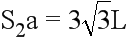 S₂a = 3√3L